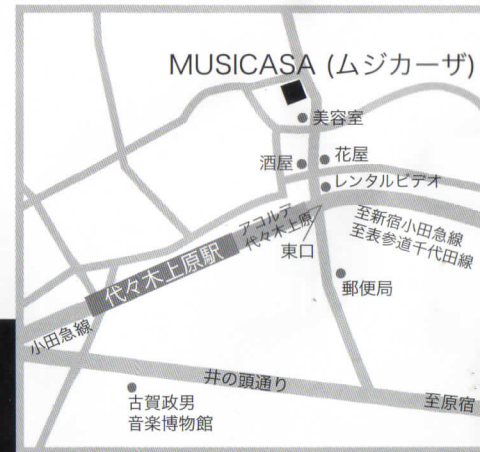 MUSICASA (ムジカーザ)
美容室
酒屋
花屋
レンタルビデオ
アコルデ
代々木上原
東口
至新宿小田急線
至表参道千代田線
代々木上原駅
郵便局
小田急線
井の頭通り
至原宿
古賀政男
音楽博物館